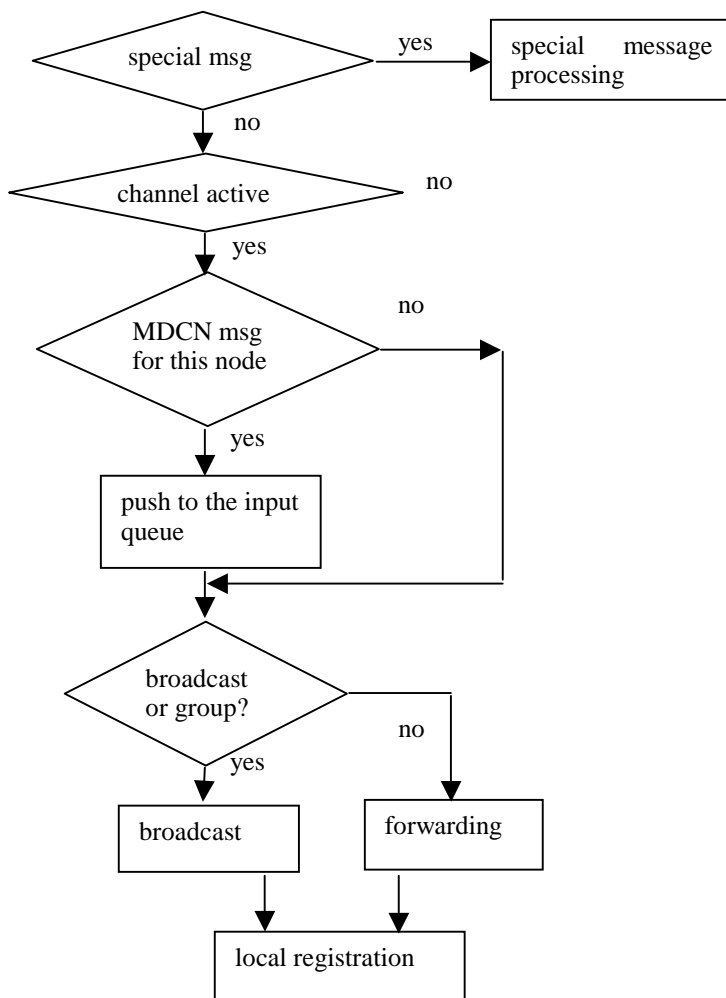 special msg
yes
special message
processing
no
channel active
no
yes
MDCN msg
for this node
no
yes
push to the input
queue
broadcast
or group?
no
yes
broadcast
forwarding
local registration